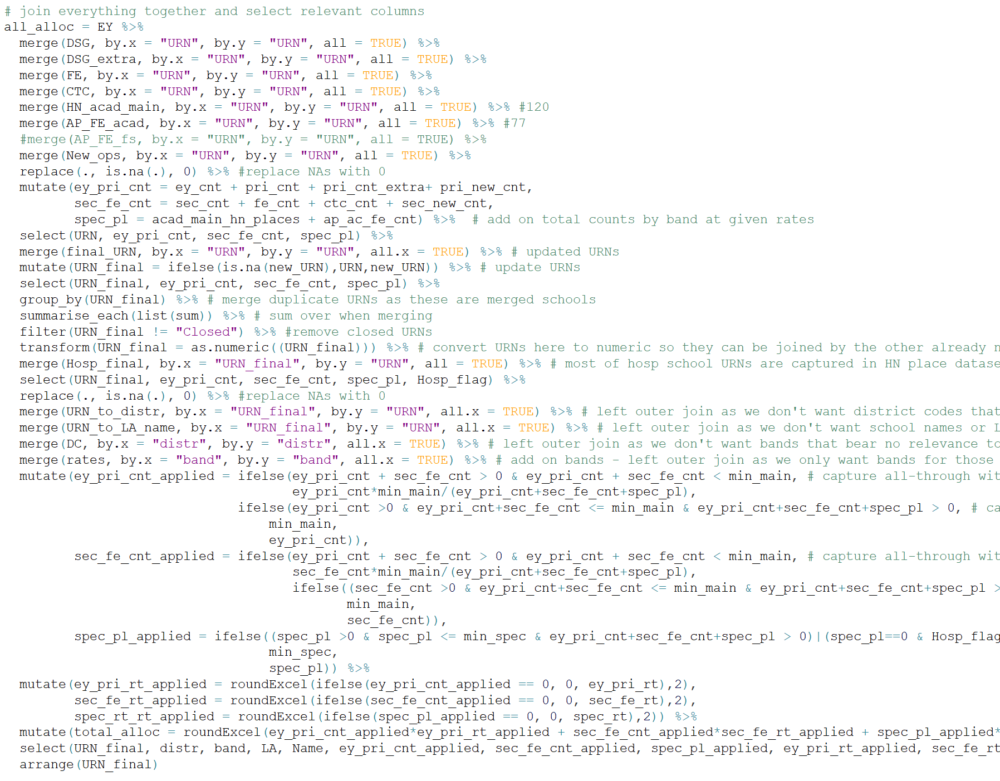 # join everything together and select relevant columns
all_alloc = EY %>%
  merge(DSG, by.x = "URN", by.y = "URN", all = TRUE) %>%
  merge(DSG_extra, by.x = "URN", by.y = "URN", all = TRUE) %>%
  merge(FE, by.x = "URN", by.y = "URN", all = TRUE) %>%
  merge(CTC, by.x = "URN", by.y = "URN", all = TRUE) %>%
  merge(HN_acad_main, by.x = "URN", by.y = "URN", all = TRUE) %>% #120
  merge(AP_FE_acad, by.x = "URN", by.y = "URN", all = TRUE) %>% #77
  #merge(AP_FE_fs, by.x = "URN", by.y = "URN", all = TRUE) %>%
  merge(New_ops, by.x = "URN", by.y = "URN", all = TRUE) %>%
  replace(., is.na(.), 0) %>% #replace NAs with 0
  mutate(ey_pri_cnt = ey_cnt + pri_cnt + pri_cnt_extra+ pri_new_cnt,
         sec_fe_cnt = sec_cnt + fe_cnt + ctc_cnt + sec_new_cnt,
         spec_pl = acad_main_hn_places + ap_ac_fe_cnt) %>%  # add on total counts by band at given rates
  select(URN, ey_pri_cnt, sec_fe_cnt, spec_pl) %>%
  merge(final_URN, by.x = "URN", by.y = "URN", all.x = TRUE) %>% # updated URNs
  mutate(URN_final = ifelse(is.na(new_URN),URN,new_URN)) %>% # update URNs
  select(URN_final, ey_pri_cnt, sec_fe_cnt, spec_pl) %>%
  group_by(URN_final) %>% # merge duplicate URNs as these are merged schools
  summarise_each(list(sum)) %>% # sum over when merging
  filter(URN_final != "Closed") %>% #remove closed URNs
  transform(URN_final = as.numeric((URN_final))) %>% # convert URNs here to numeric so they can be joined by the other already n
  merge(Hosp_final, by.x = "URN_final", by.y = "URN", all = TRUE) %>% # most of hosp school URNs are captured in HN place datase
  select(URN_final, ey_pri_cnt, sec_fe_cnt, spec_pl, Hosp_flag) %>%
  replace(., is.na(.), 0) %>% #replace NAs with 0
  merge(URN_to_distr, by.x = "URN_final", by.y = "URN", all.x = TRUE) %>% # left outer join as we don't want district codes that
  merge(URN_to_LA_name, by.x = "URN_final", by.y = "URN", all.x = TRUE) %>% # left outer join as we don't want school names or L
  merge(DC, by.x = "distr", by.y = "distr", all.x = TRUE) %>% # left outer join as we don't want bands that bear no relevance to
  merge(rates, by.x = "band", by.y = "band", all.x = TRUE) %>% # add on bands - left outer join as we only want bands for those
  mutate(ey_pri_cnt_applied = ifelse(ey_pri_cnt + sec_fe_cnt > 0 & ey_pri_cnt + sec_fe_cnt < min_main, # capture all-through wit
                                     ey_pri_cnt*min_main/(ey_pri_cnt+sec_fe_cnt+spec_pl),
                              ifelse(ey_pri_cnt >0 & ey_pri_cnt+sec_fe_cnt <= min_main & ey_pri_cnt+sec_fe_cnt+spec_pl > 0, # ca
                                  min_main,
                                  ey_pri_cnt)),
         sec_fe_cnt_applied = ifelse(ey_pri_cnt + sec_fe_cnt > 0 & ey_pri_cnt + sec_fe_cnt < min_main, # capture all-through wit
                                     sec_fe_cnt*min_main/(ey_pri_cnt+sec_fe_cnt+spec_pl),
                                     ifelse((sec_fe_cnt >0 & ey_pri_cnt+sec_fe_cnt <= min_main & ey_pri_cnt+sec_fe_cnt+spec_pl >
                                            min_main,
                                            sec_fe_cnt)),
         spec_pl_applied = ifelse((spec_pl >0 & spec_pl <= min_spec & ey_pri_cnt+sec_fe_cnt+spec_pl > 0)|(spec_pl==0 & Hosp_flag
                                  min_spec,
                                  spec_pl)) %>%
  mutate(ey_pri_rt_applied = roundExcel(ifelse(ey_pri_cnt_applied == 0, 0, ey_pri_rt),2),
         sec_fe_rt_applied = roundExcel(ifelse(sec_fe_cnt_applied == 0, 0, sec_fe_rt),2),
         spec_rt_rt_applied = roundExcel(ifelse(spec_pl_applied == 0, 0, spec_rt),2)) %>%
  mutate(total_alloc = roundExcel(ey_pri_cnt_applied*ey_pri_rt_applied + sec_fe_cnt_applied*sec_fe_rt_applied + spec_pl_applied*
  select(URN_final, distr, band, LA, Name, ey_pri_cnt_applied, sec_fe_cnt_applied, spec_pl_applied, ey_pri_rt_applied, sec_fe_rt
  arrange(URN_final)